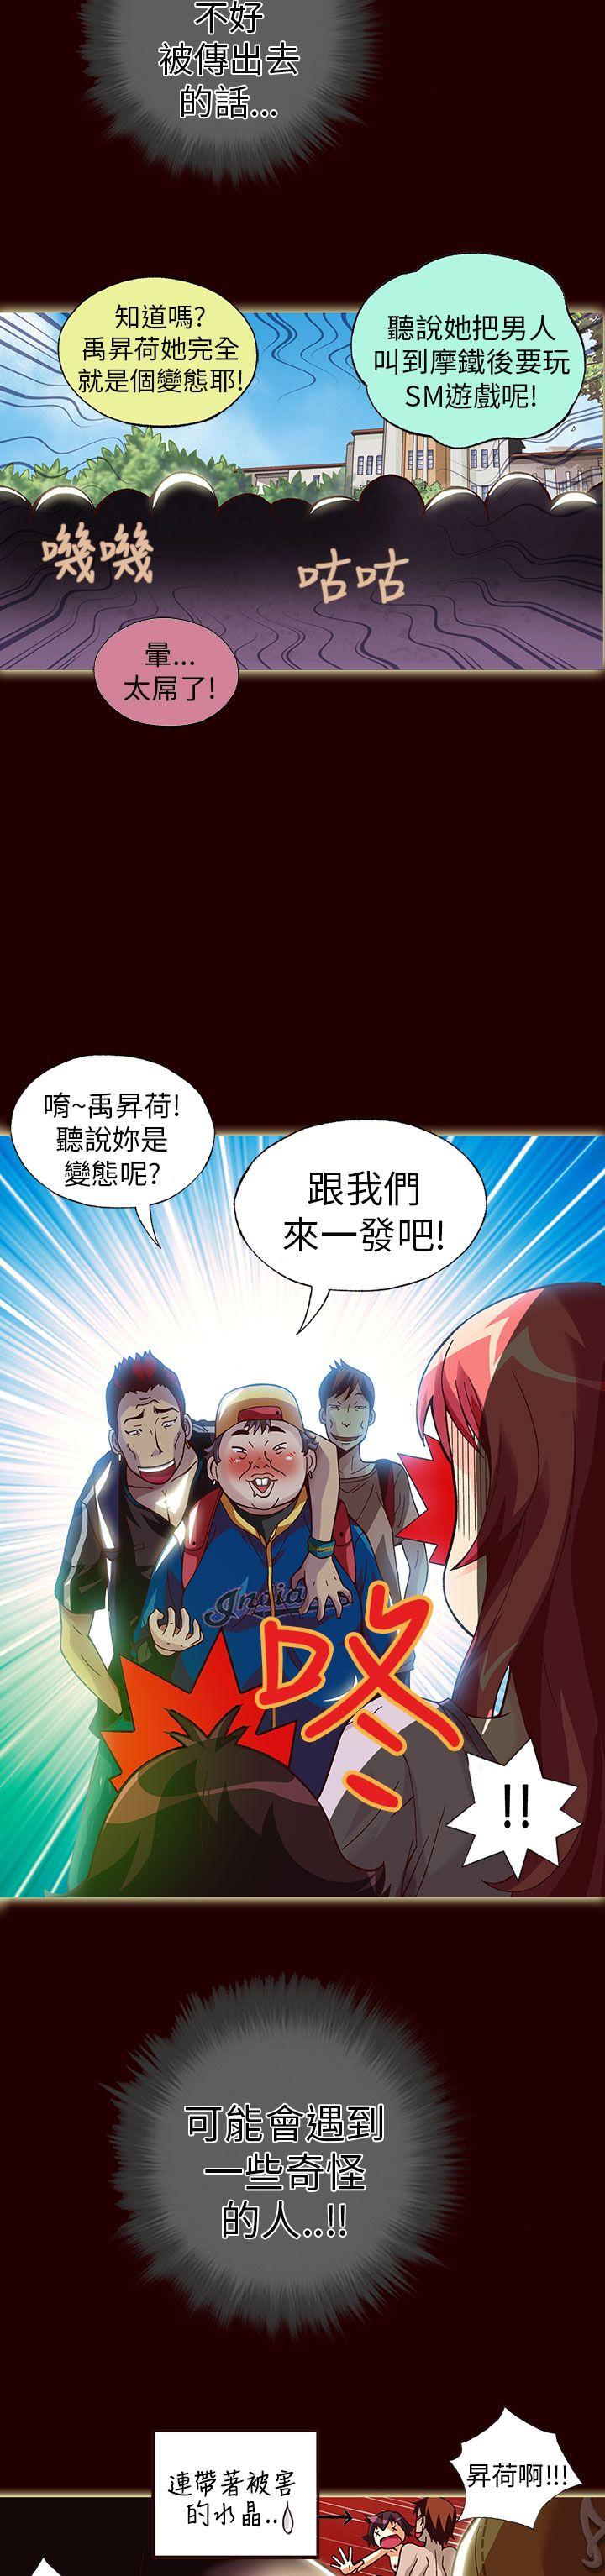 不好
被傳出去
的話...
知道嗎?
禹昇荷她完全
就是個變態耶!
聽說她把男人
叫到摩鐵後要玩
SM遊戲呢!
嘰嘰
咕咕
暈...
太屌了!
唷~禹昇荷!
聽說妳是
變態呢?
跟我們
來一發吧!
India
咚
!!
可能會遇到
一些奇怪
的人..!!
連帶著被害
的水晶..
昇荷啊!!!